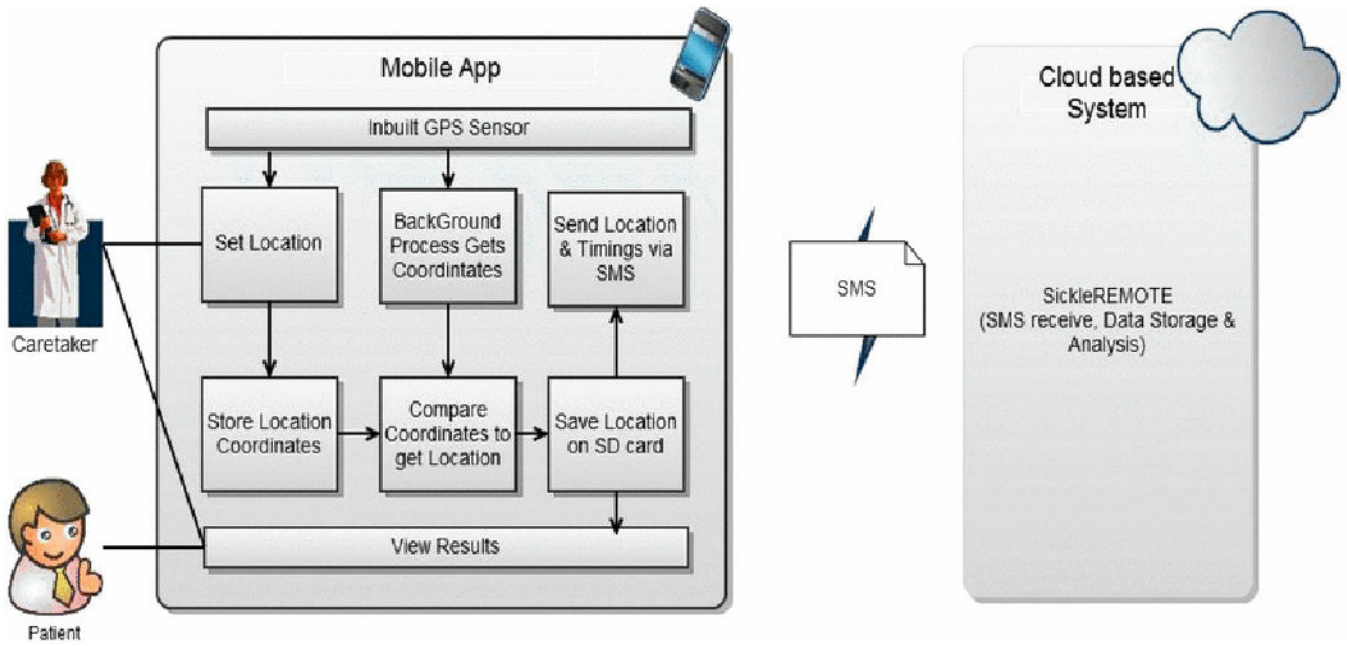 Mobile App
Inbuilt GPS Sensor
Set Location
BackGround
Process Gets
Coordintates
Send Location
& Timings via
SMS
Store Location
Coordinates
Compare
Coordinates to
get Location
Save Location
on SD card
View Results
Caretaker
Patient
SMS
Cloud based
System
SickleREMOTE
(SMS receive, Data Storage &
Analysis)